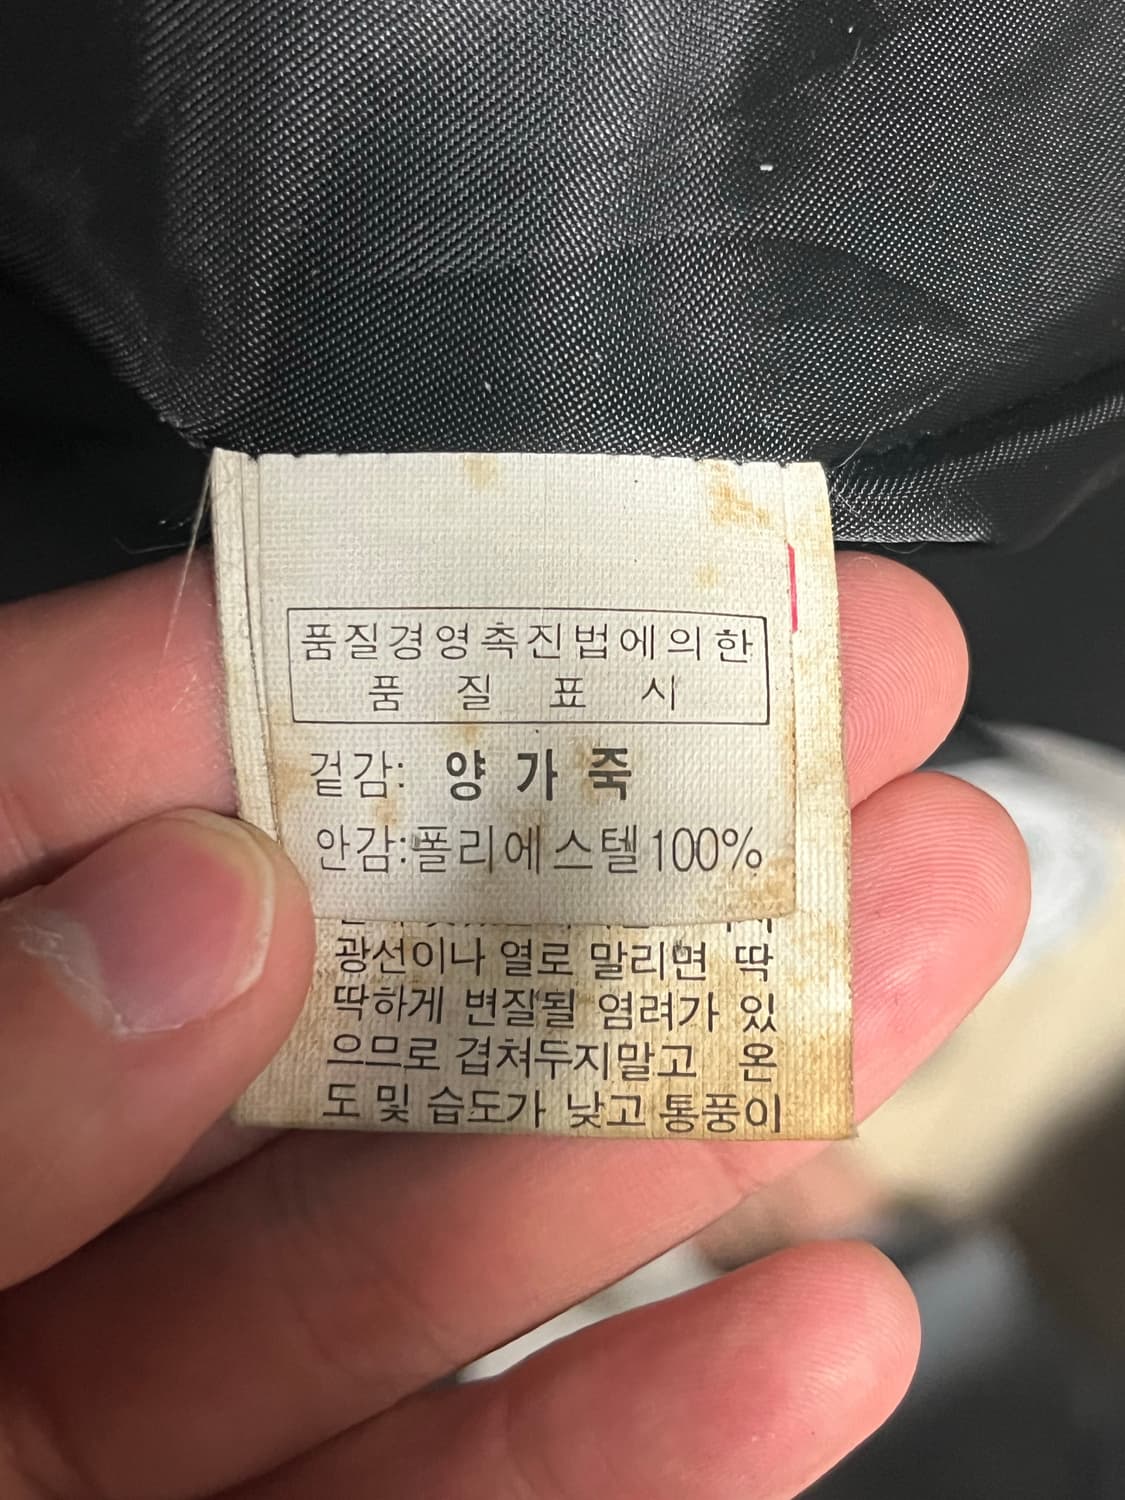 품질경영촉진법에의한
품 질 표 시
겉감: 양 가 죽
안감:폴리에스텔100%
광선이나 열로 말리면 딱
딱하게 변질될 염려가 있
으므로 겹쳐두지말고 온
도 및 습도가 낮고 통풍이